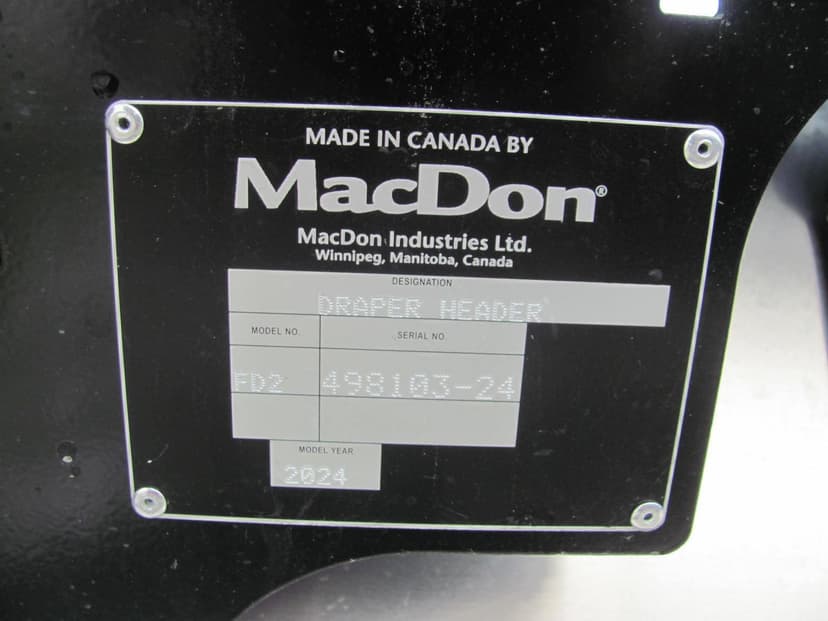 MADE IN CANADA BY
MacDon®
MacDon Industries Ltd.
Winnipeg, Manitoba, Canada
DESIGNATION
DRAPER HEADER
MODEL NO. SERIAL NO.
FD2 498103-24
MODEL YEAR
2024